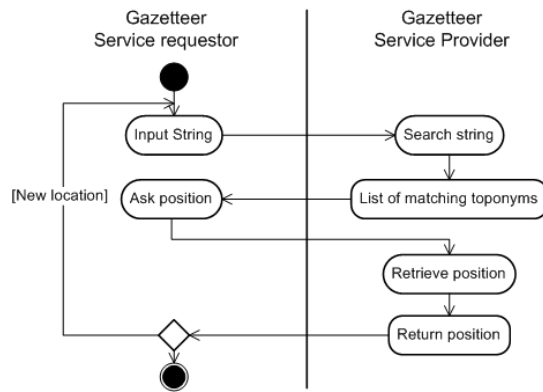 Gazetteer
Service requestor
Gazetteer
Service Provider
Input String
Search string
[New location]
Ask position
List of matching toponyms
Retrieve position
Return position